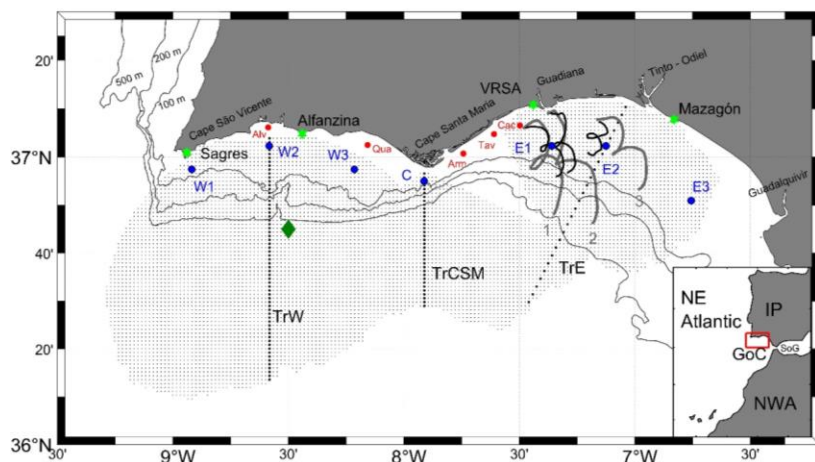 20'
37°N
40'
20'
36°N
30'
9°W
30'
8°W
30'
7°W
30'
500 m
200 m
100 m
Cape São Vicente
Sagres
Alv
Alfanzina
Qua
Cape Santa Maria
Arm
Tav
Cac
VRSA
Guadiana
Tinto - Odiel
Mazagón
Guadalquivir
W1
W2
W3
C
E1
E2
E3
1
2
3
TrW
TrCSM
TrE
NE
Atlantic
IP
GoC
SoG
NWA